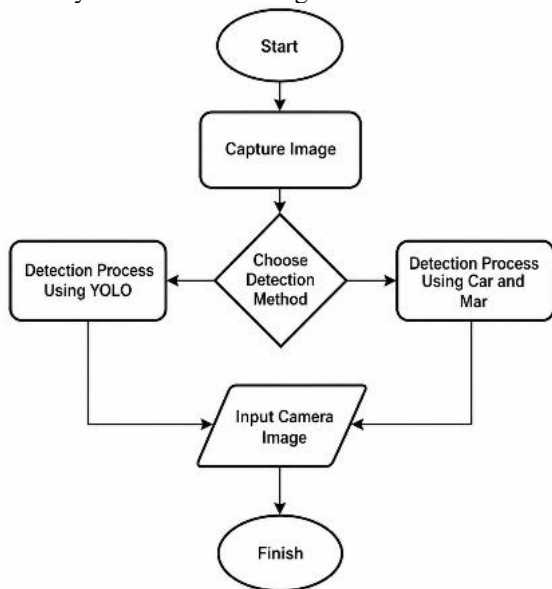 Start
Capture Image
Choose
Detection
Method
Detection Process
Using YOLO
Detection Process
Using Car and
Mar
Input Camera
Image
Finish